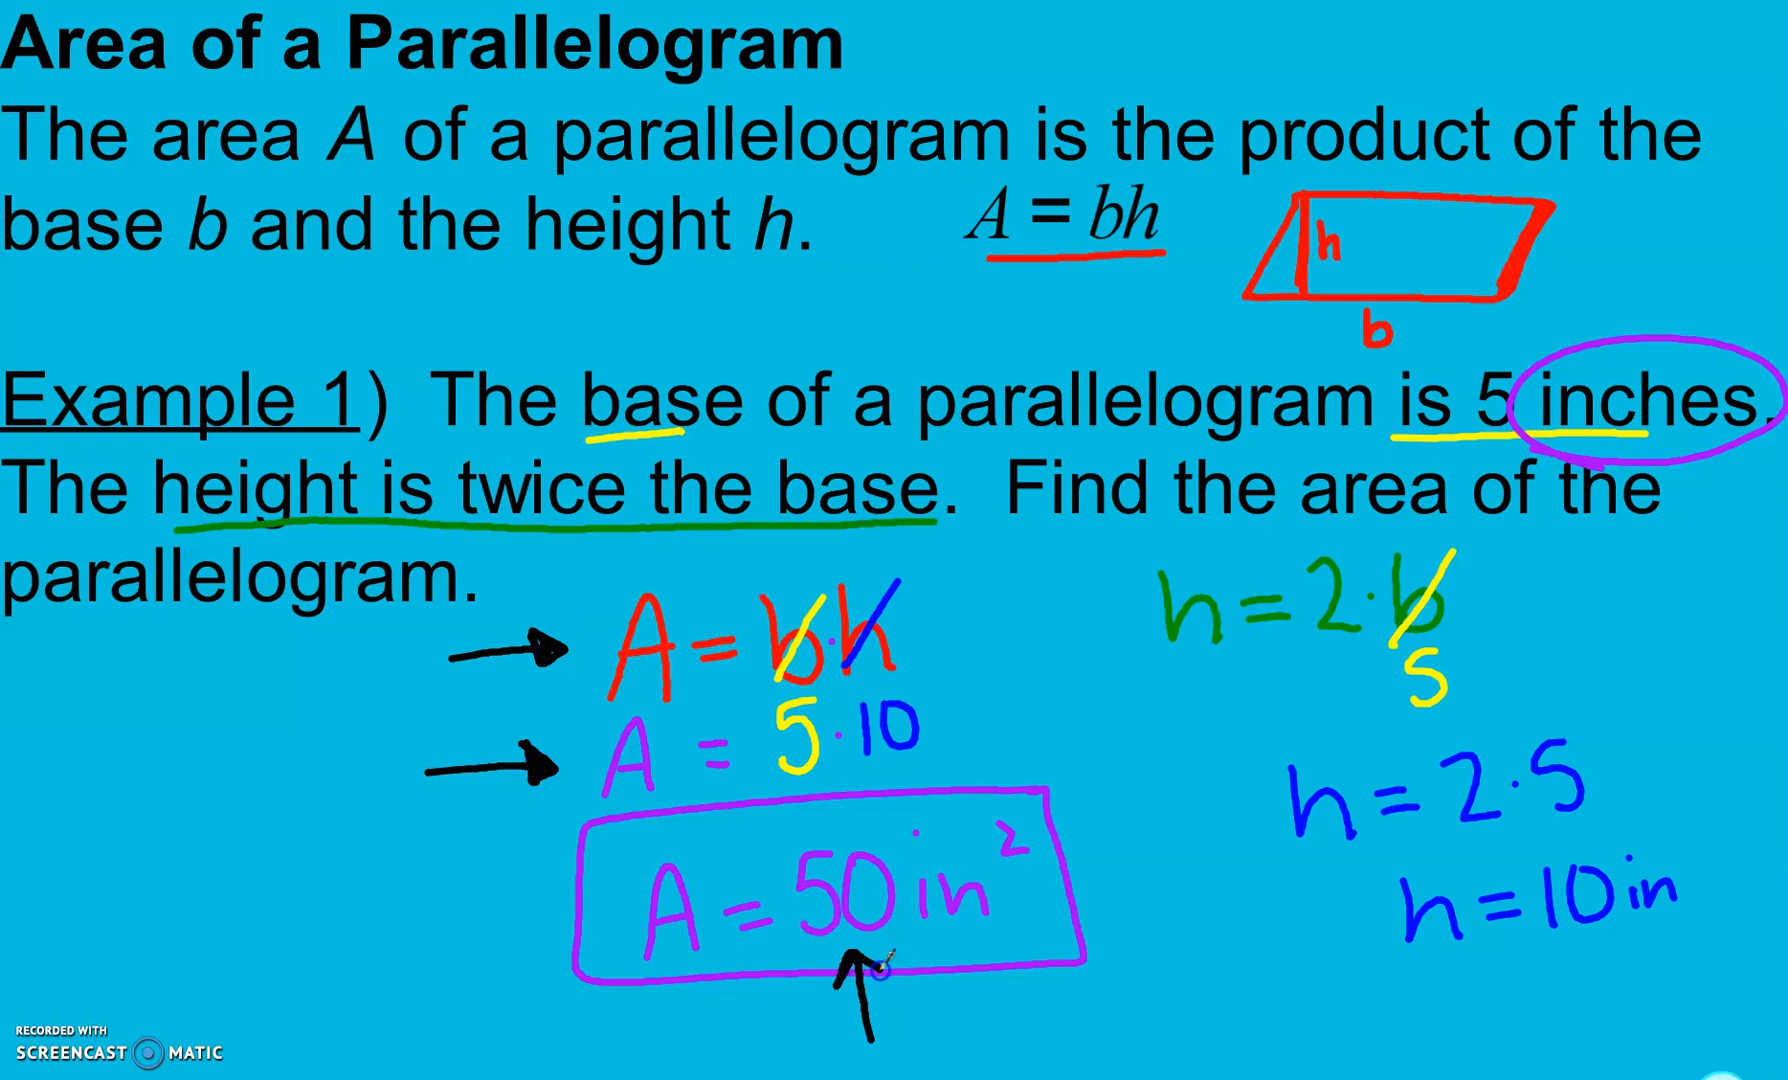 Area of a Parallelogram
The area A of a parallelogram is the product of the
base b and the height h. A = bh
h
b
Example 1) The base of a parallelogram is 5 inches.
The height is twice the base. Find the area of the
parallelogram.
A = b·h
h = 2·b
5
A = 5·10
h = 2·5
A = 50 in²
h = 10 in
RECORDED WITH
SCREENCAST MATIC